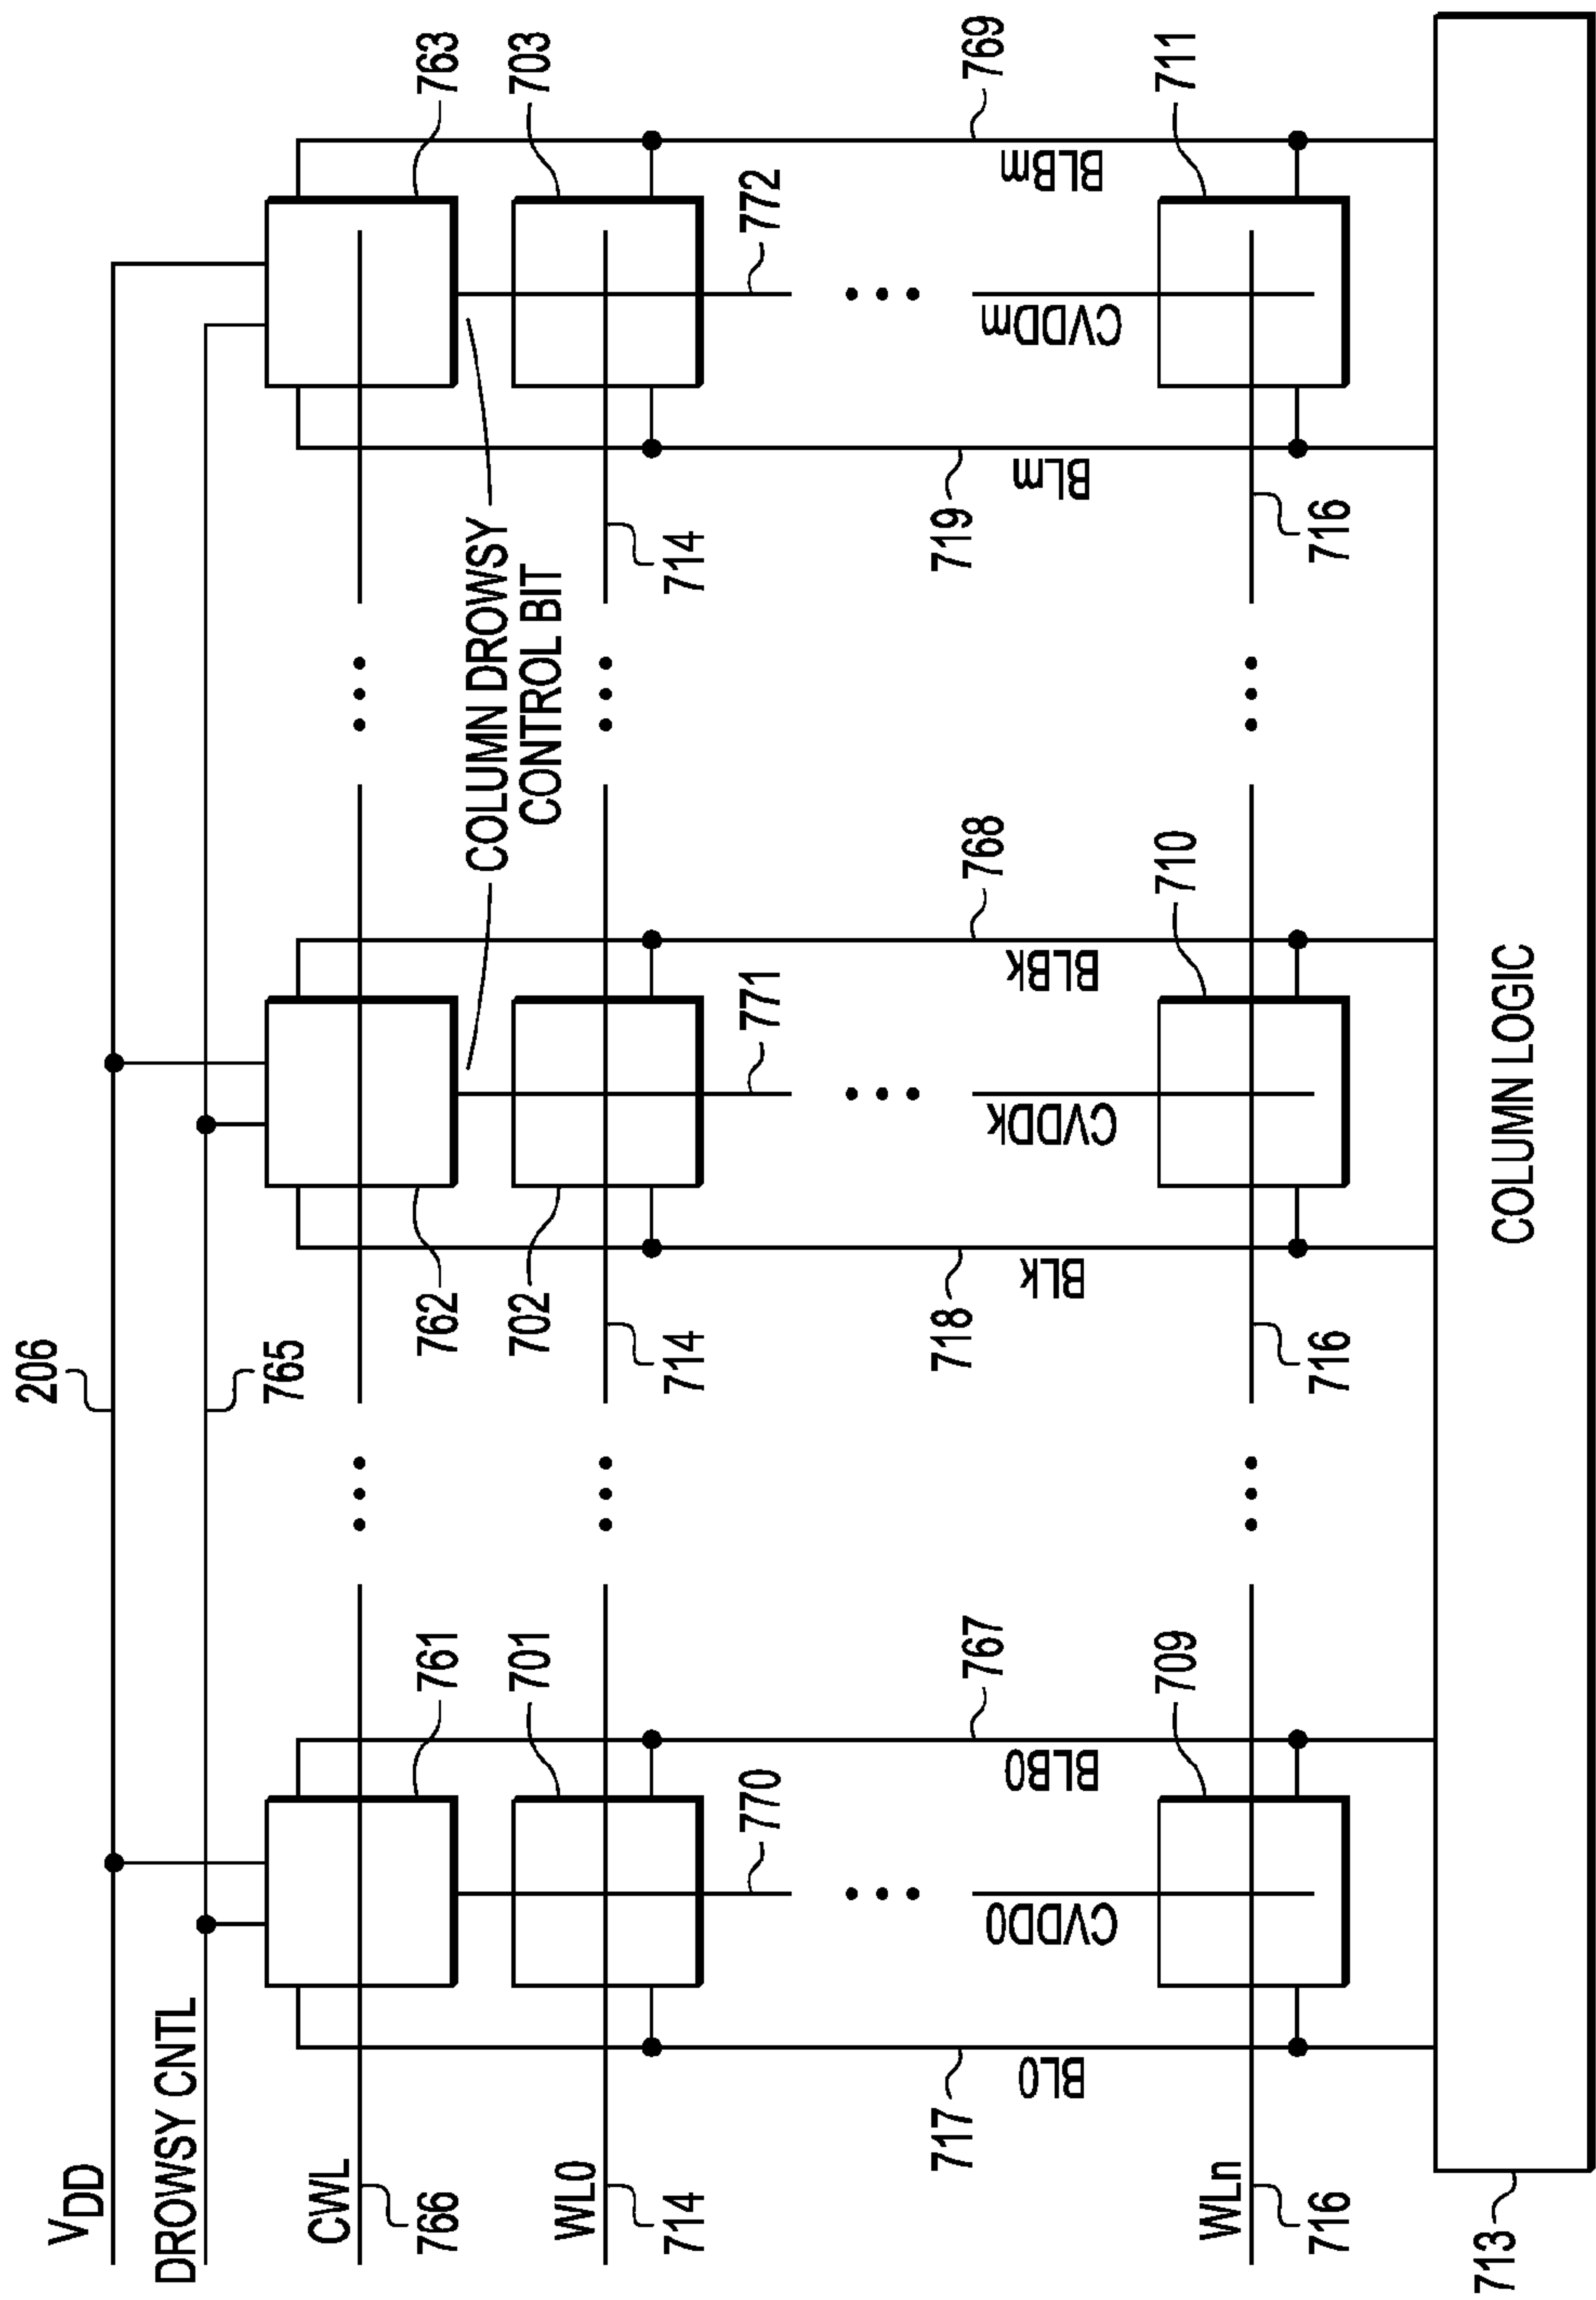 206
VDD
765
DROWSY CNTL
CWL
766
761
762
763
COLUMN DROWSY
CONTROL BIT
WL0
714
701
702
714
703
714
770
771
772
717
BL0
CVDD0
BLB0
767
718
BLk
CVDDk
BLBk
768
719
BLm
CVDDm
BLBm
769
WLn
716
709
716
710
716
711
713
COLUMN LOGIC